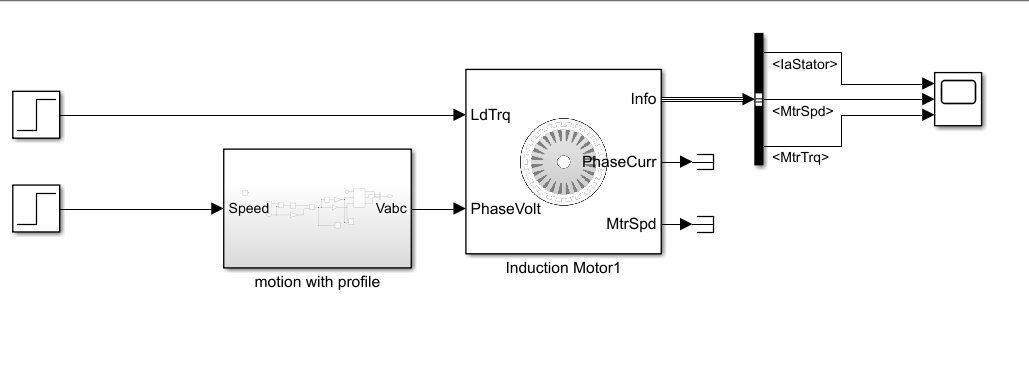 <IaStator>
Info
LdTrq
<MtrSpd>
<MtrTrq>
PhaseCurr
Speed
Vabc
PhaseVolt
MtrSpd
Induction Motor1
motion with profile